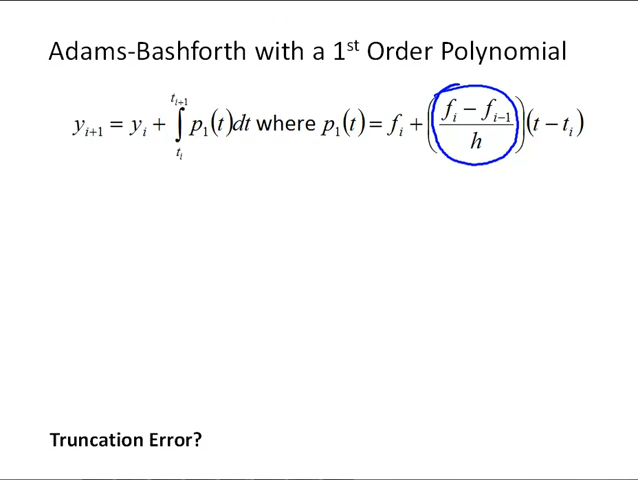 Adams-Bashforth with a 1st Order Polynomial
y_{i+1} = y_i + ∫_{t_i}^{t_{i+1}} p_1(t)dt where p_1(t) = f_i + ((f_i − f_{i−1})/h)(t − t_i)
Truncation Error?